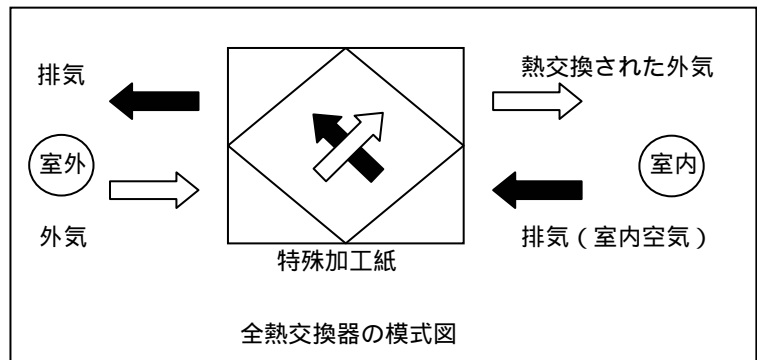 排気
熱交換された外気
室外
室内
外気
排気（室内空気）
特殊加工紙
全熱交換器の模式図